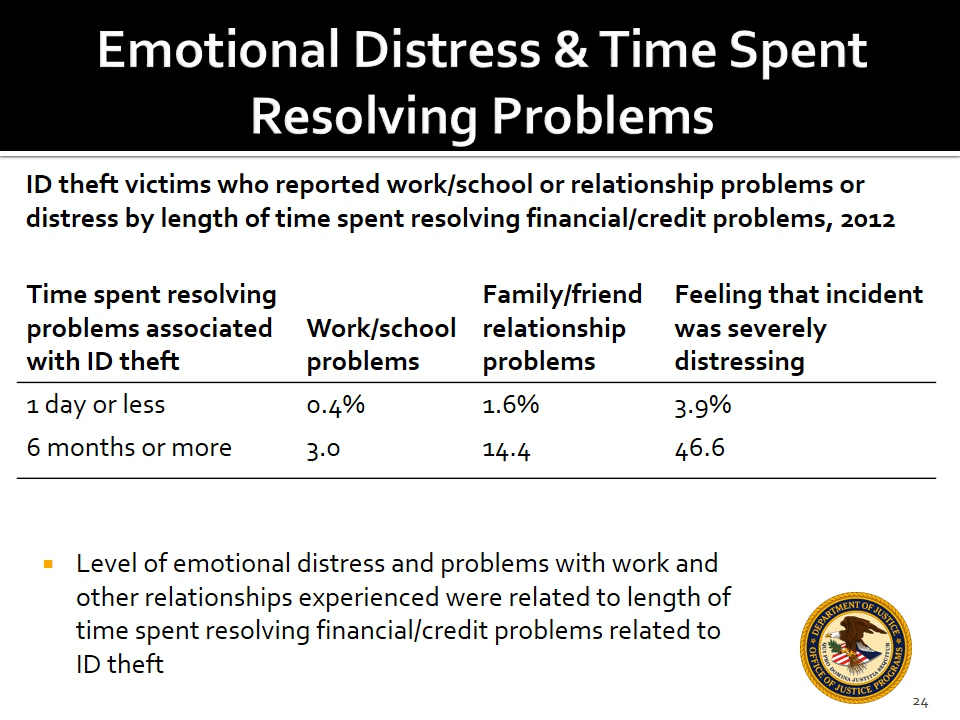 Emotional Distress & Time Spent
Resolving Problems
ID theft victims who reported work/school or relationship problems or
distress by length of time spent resolving financial/credit problems, 2012
Time spent resolving
problems associated
with ID theft
Work/school
problems
Family/friend
relationship
problems
Feeling that incident
was severely
distressing
1 day or less 0.4% 1.6% 3.9%
6 months or more 3.0 14.4 46.6
Level of emotional distress and problems with work and
other relationships experienced were related to length of
time spent resolving financial/credit problems related to
ID theft
DEPARTMENT OF JUSTICE
OFFICE OF JUSTICE PROGRAMS
QUI PRO DOMINA JUSTITIA SEQUITUR
24